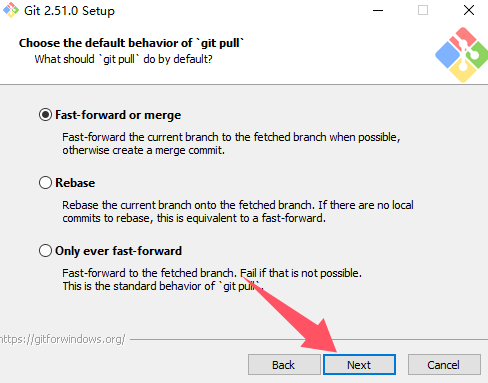 Git 2.51.0 Setup
Choose the default behavior of `git pull`
What should `git pull` do by default?
Fast-forward or merge
Fast-forward the current branch to the fetched branch when possible,
otherwise create a merge commit.
Rebase
Rebase the current branch onto the fetched branch. If there are no local
commits to rebase, this is equivalent to a fast-forward.
Only ever fast-forward
Fast-forward to the fetched branch. Fail if that is not possible.
This is the standard behavior of `git pull`.
https://gitforwindows.org/
Back
Next
Cancel